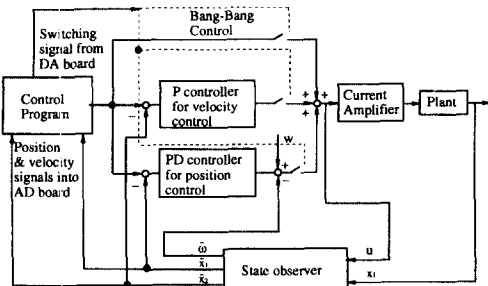 Switching
signal from
DA board
Bang-Bang
Control
Control
Program
P controller
for velocity
control
Current
Amplifier
Plant
Position
& velocity
signals into
AD board
PD controller
for position
control
w
+
+
+
+
−
−
+
−
ω̄
x̄₁
x̄₂
State observer
u
x₁